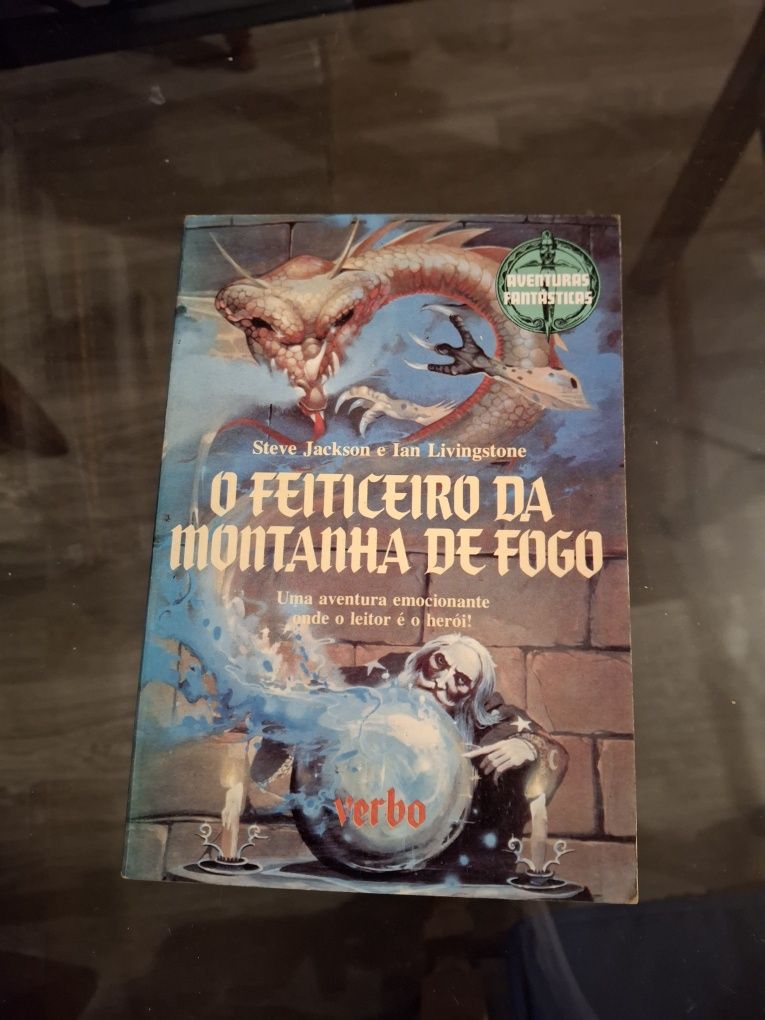 AVENTURAS
FANTÁSTICAS
Steve Jackson e Ian Livingstone
O FEITICEIRO DA
MONTANHA DE FOGO
Uma aventura emocionante
onde o leitor é o herói!
verbo